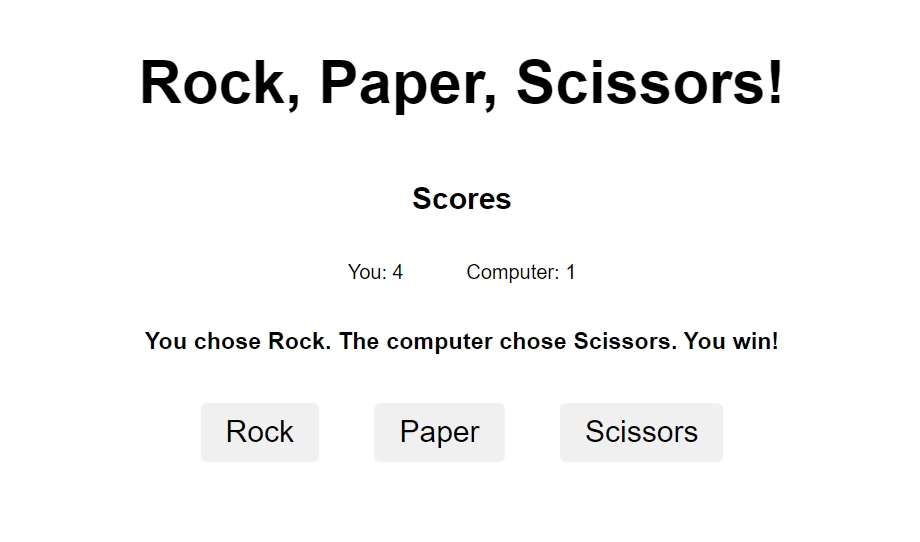 Rock, Paper, Scissors!
Scores
You: 4 Computer: 1
You chose Rock. The computer chose Scissors. You win!
Rock Paper Scissors